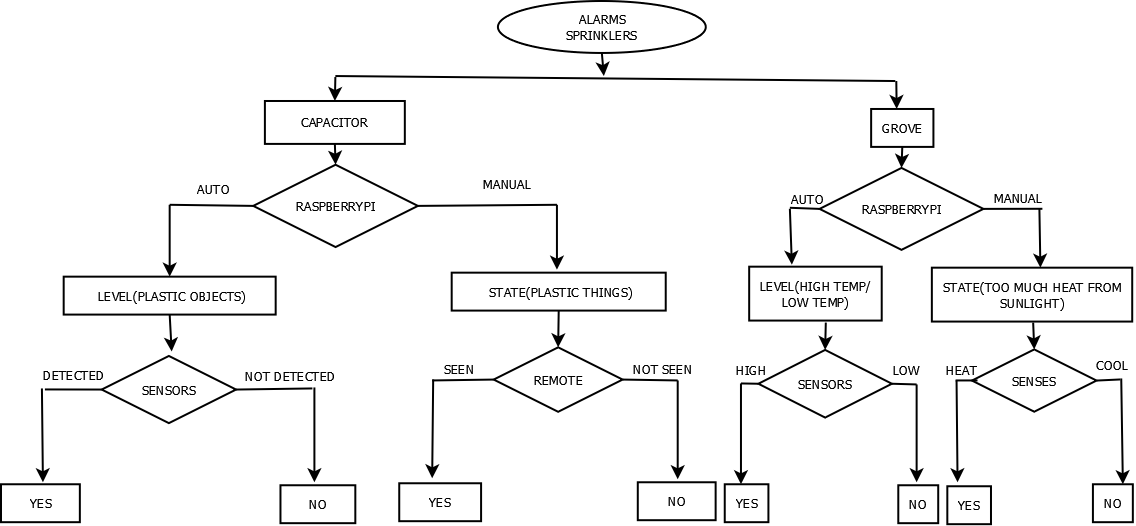 ALARMS
SPRINKLERS
CAPACITOR
GROVE
AUTO
MANUAL
RASPBERRYPI
AUTO
MANUAL
RASPBERRYPI
LEVEL(PLASTIC OBJECTS)
STATE(PLASTIC THINGS)
LEVEL(HIGH TEMP/
LOW TEMP)
STATE(TOO MUCH HEAT FROM
SUNLIGHT)
DETECTED
SENSORS
NOT DETECTED
SEEN
REMOTE
NOT SEEN
HIGH
SENSORS
LOW
HEAT
SENSES
COOL
YES
NO
YES
NO
YES
NO
YES
NO